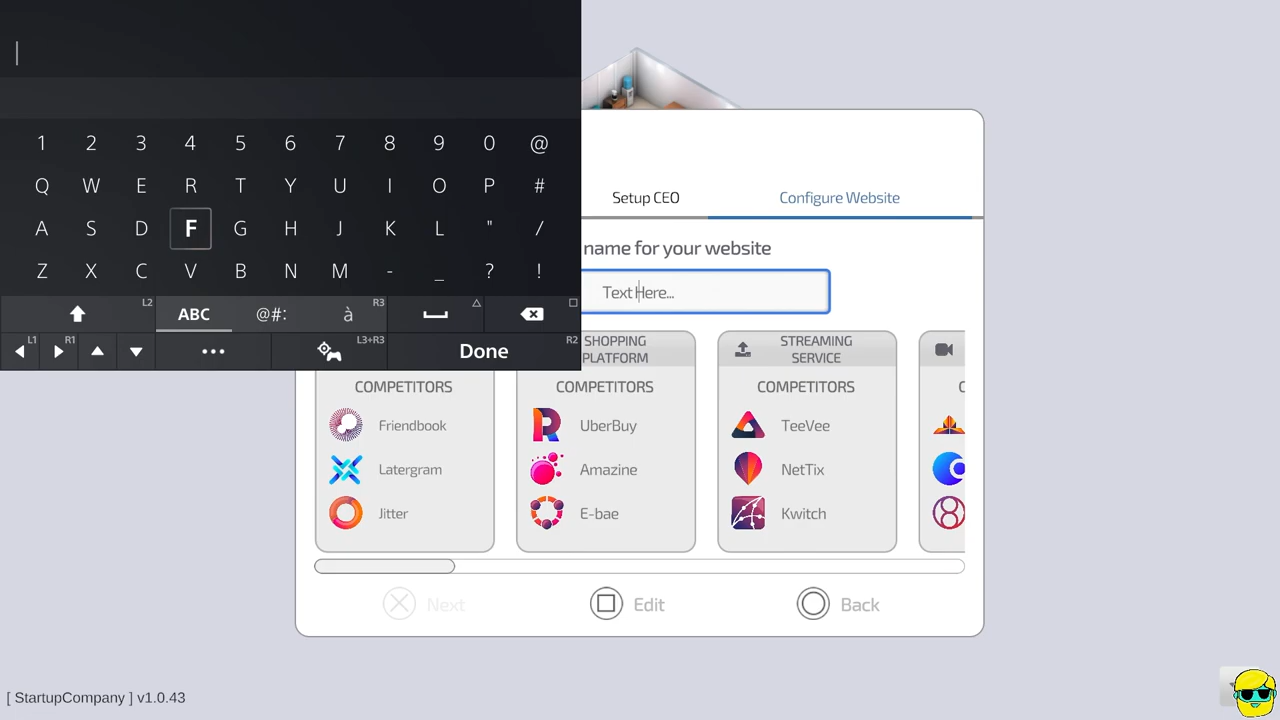 1 2 3 4 5 6 7 8 9 0 @
Q W E R T Y U I O P #
A S D F G H J K L " /
Z X C V B N M - _ ? !
L2 ABC @#: R3 à
L1 R1 ... L3+R3 Done R2
Setup CEO Configure Website
name for your website
Text Here...
SHOPPING PLATFORM
COMPETITORS
UberBuy
Amazine
E-bae
STREAMING SERVICE
COMPETITORS
TeeVee
NetTix
Kwitch
COMPETITORS
Friendbook
Latergram
Jitter
C
Next Edit Back
[ StartupCompany ] v1.0.43